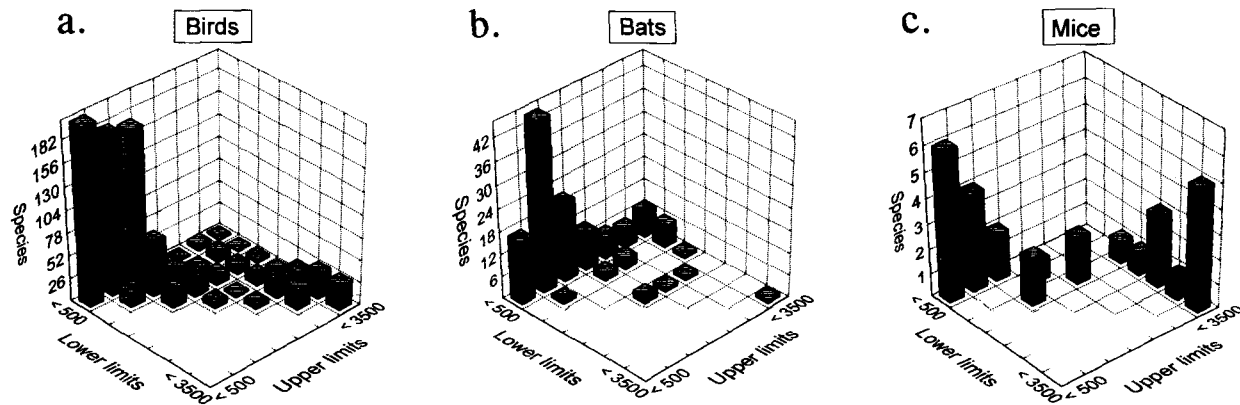 a.
Birds
182
156
130
104
78
52
26
Species
< 500
Lower limits
< 3500
< 500
Upper limits
< 3500
b.
Bats
42
36
30
24
18
12
6
Species
< 500
Lower limits
< 3500
< 500
Upper limits
< 3500
c.
Mice
7
6
5
4
3
2
1
Species
< 500
Lower limits
< 3500
< 500
Upper limits
< 3500